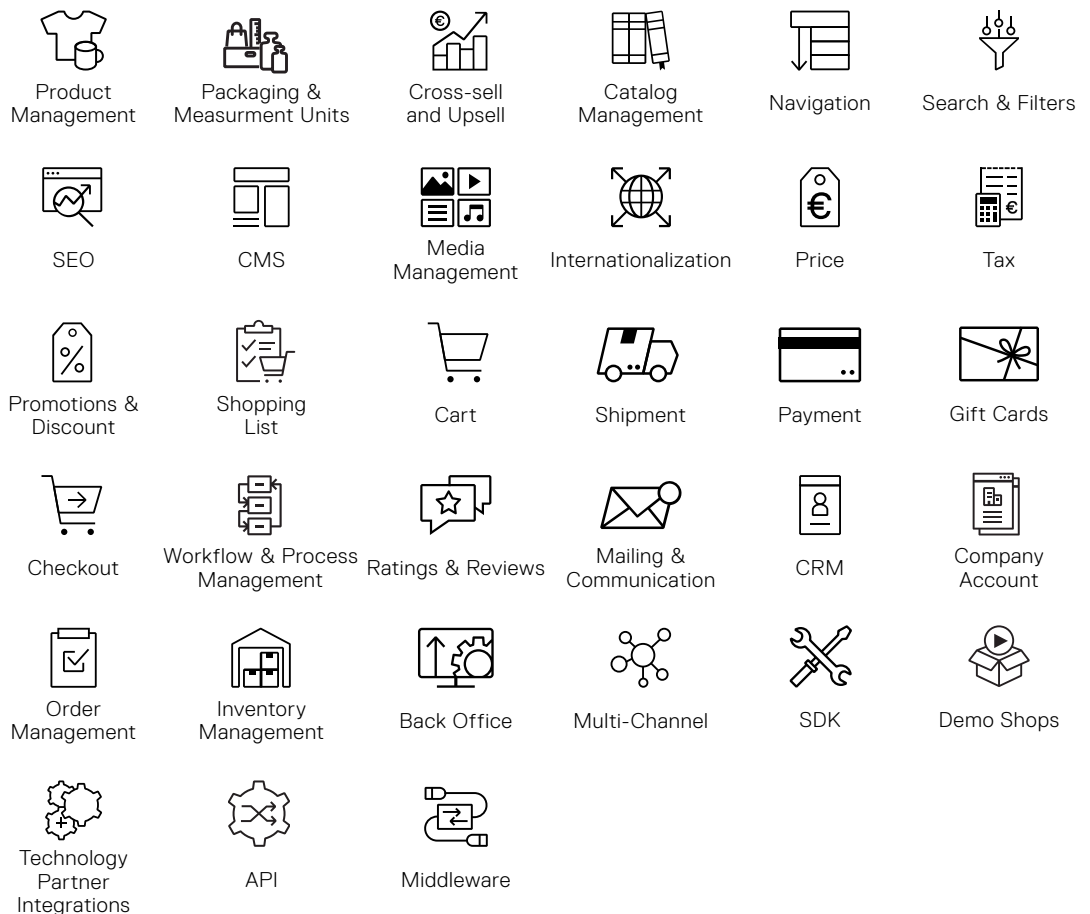 Product
Management
Packaging &
Measurment Units
Cross-sell
and Upsell
Catalog
Management
Navigation
Search & Filters
SEO
CMS
Media
Management
Internationalization
Price
Tax
Promotions &
Discount
Shopping
List
Cart
Shipment
Payment
Gift Cards
Checkout
Workflow & Process
Management
Ratings & Reviews
Mailing &
Communication
CRM
Company
Account
Order
Management
Inventory
Management
Back Office
Multi-Channel
SDK
Demo Shops
Technology
Partner
Integrations
API
Middleware